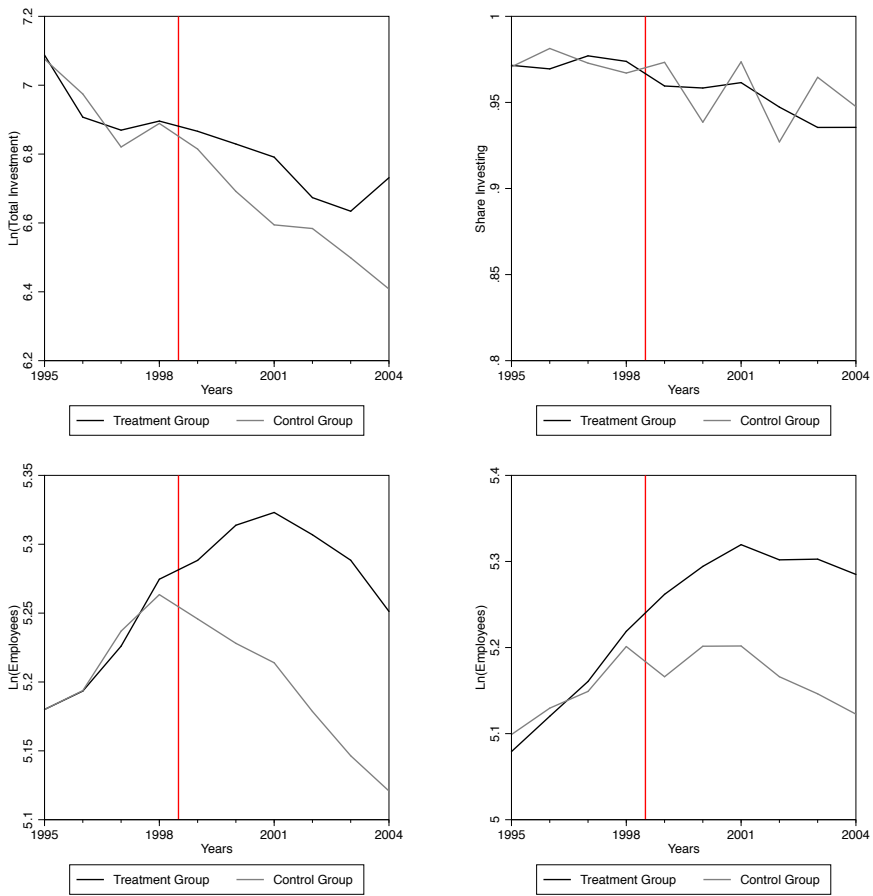 7.2
7
6.8
6.6
6.4
6.2
Ln(Total Investment)
1995 1998 2001 2004
Years
Treatment Group Control Group
1
.95
.9
.85
.8
Share Investing
1995 1998 2001 2004
Years
Treatment Group Control Group
5.35
5.3
5.25
5.2
5.15
5.1
Ln(Employees)
1995 1998 2001 2004
Years
Treatment Group Control Group
5.4
5.3
5.2
5.1
5
Ln(Employees)
1995 1998 2001 2004
Years
Treatment Group Control Group